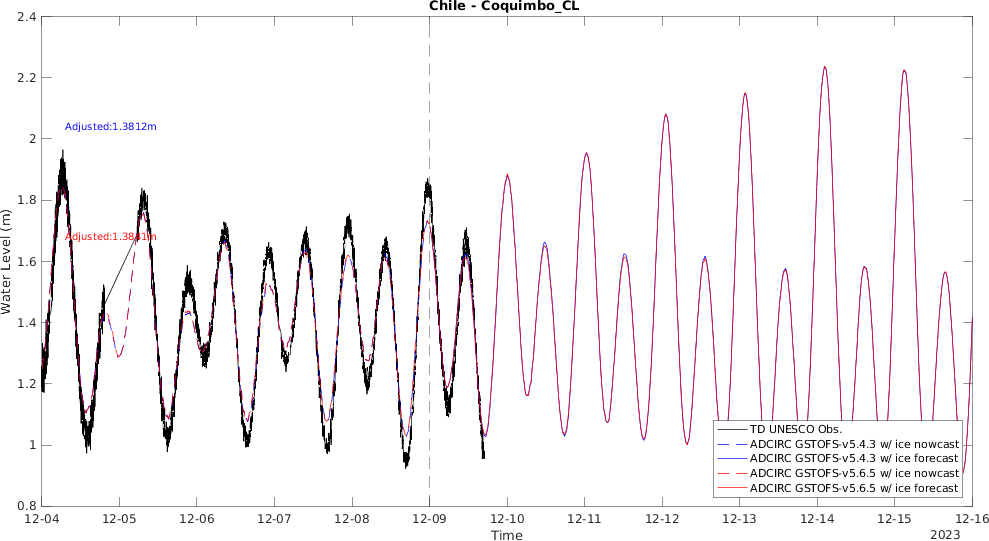 Chile - Coquimbo_CL
2.4
2.2
2
1.8
1.6
1.4
1.2
1
0.8
Water Level (m)
Adjusted:1.3812m
TD UNESCO Obs.
ADCIRC GSTOFS-v5.4.3 w/ ice nowcast
ADCIRC GSTOFS-v5.4.3 w/ ice forecast
ADCIRC GSTOFS-v5.6.5 w/ ice nowcast
ADCIRC GSTOFS-v5.6.5 w/ ice forecast
12-04 12-05 12-06 12-07 12-08 12-09 12-10 12-11 12-12 12-13 12-14 12-15 12-16
Time
2023